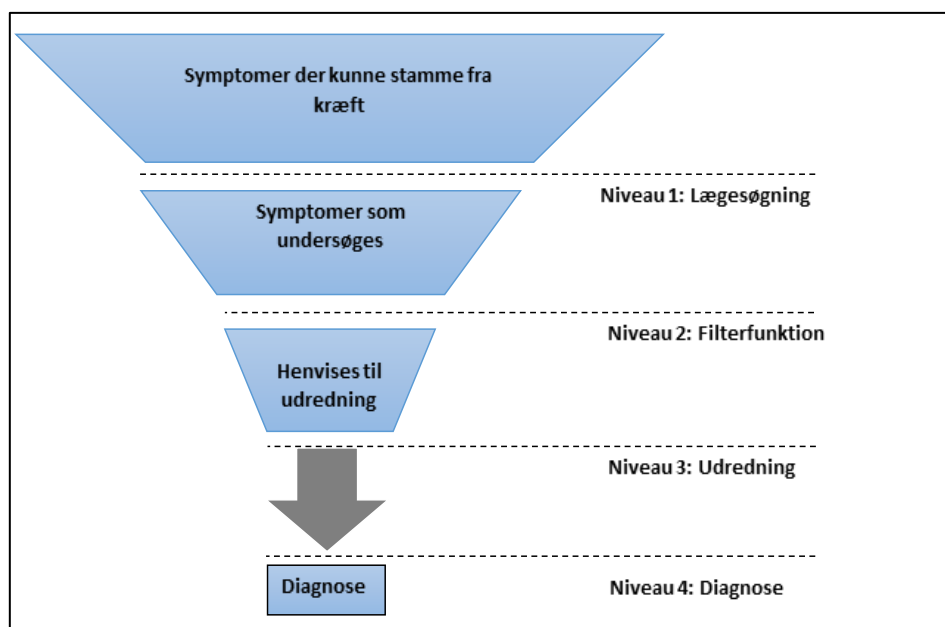 Symptomer der kunne stamme fra
kræft
Niveau 1: Lægesøgning
Symptomer som
undersøges
Niveau 2: Filterfunktion
Henvises til
udredning
Niveau 3: Udredning
Diagnose
Niveau 4: Diagnose